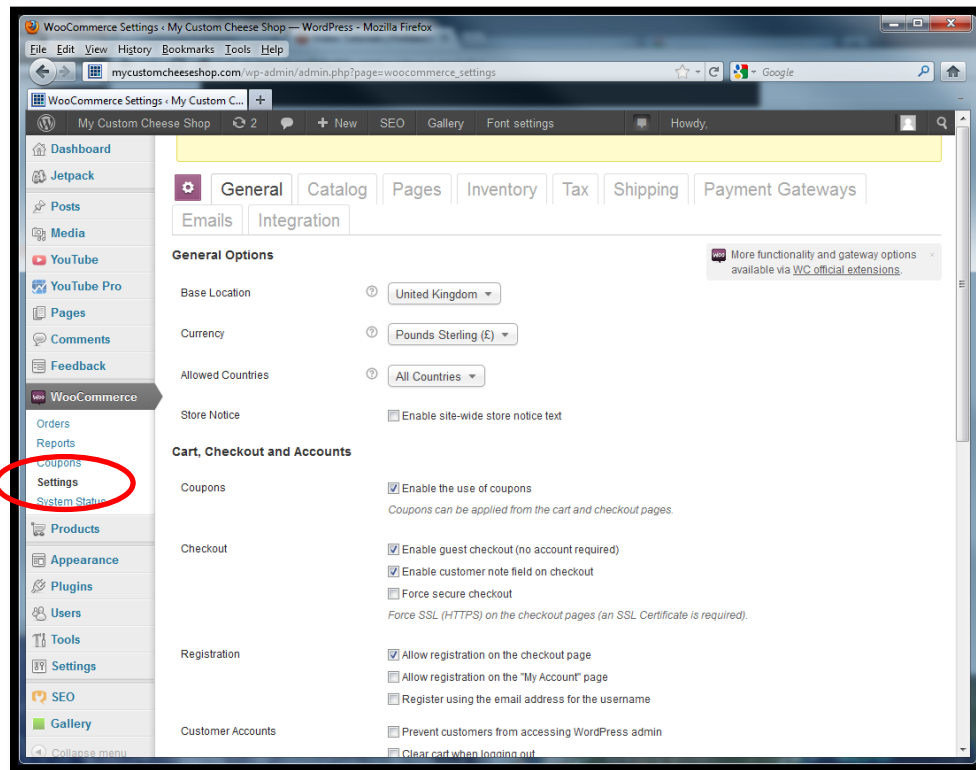 WooCommerce Settings ‹ My Custom Cheese Shop — WordPress - Mozilla Firefox
File Edit View History Bookmarks Tools Help
mycustomcheeseshop.com/wp-admin/admin.php?page=woocommerce_settings
Google
WooCommerce Settings ‹ My Custom C...
My Custom Cheese Shop 2 + New SEO Gallery Font settings Howdy,
Dashboard
Jetpack
Posts
Media
YouTube
YouTube Pro
Pages
Comments
Feedback
WooCommerce
Orders
Reports
Coupons
Settings
System Status
Products
Appearance
Plugins
Users
Tools
Settings
SEO
Gallery
Collapse menu
General Catalog Pages Inventory Tax Shipping Payment Gateways
Emails Integration
General Options
WOO More functionality and gateway options
available via WC official extensions.
Base Location ? United Kingdom
Currency ? Pounds Sterling (£)
Allowed Countries ? All Countries
Store Notice Enable site-wide store notice text
Cart, Checkout and Accounts
Coupons Enable the use of coupons
Coupons can be applied from the cart and checkout pages.
Checkout Enable guest checkout (no account required)
Enable customer note field on checkout
Force secure checkout
Force SSL (HTTPS) on the checkout pages (an SSL Certificate is required).
Registration Allow registration on the checkout page
Allow registration on the "My Account" page
Register using the email address for the username
Customer Accounts Prevent customers from accessing WordPress admin
Clear cart when logging out